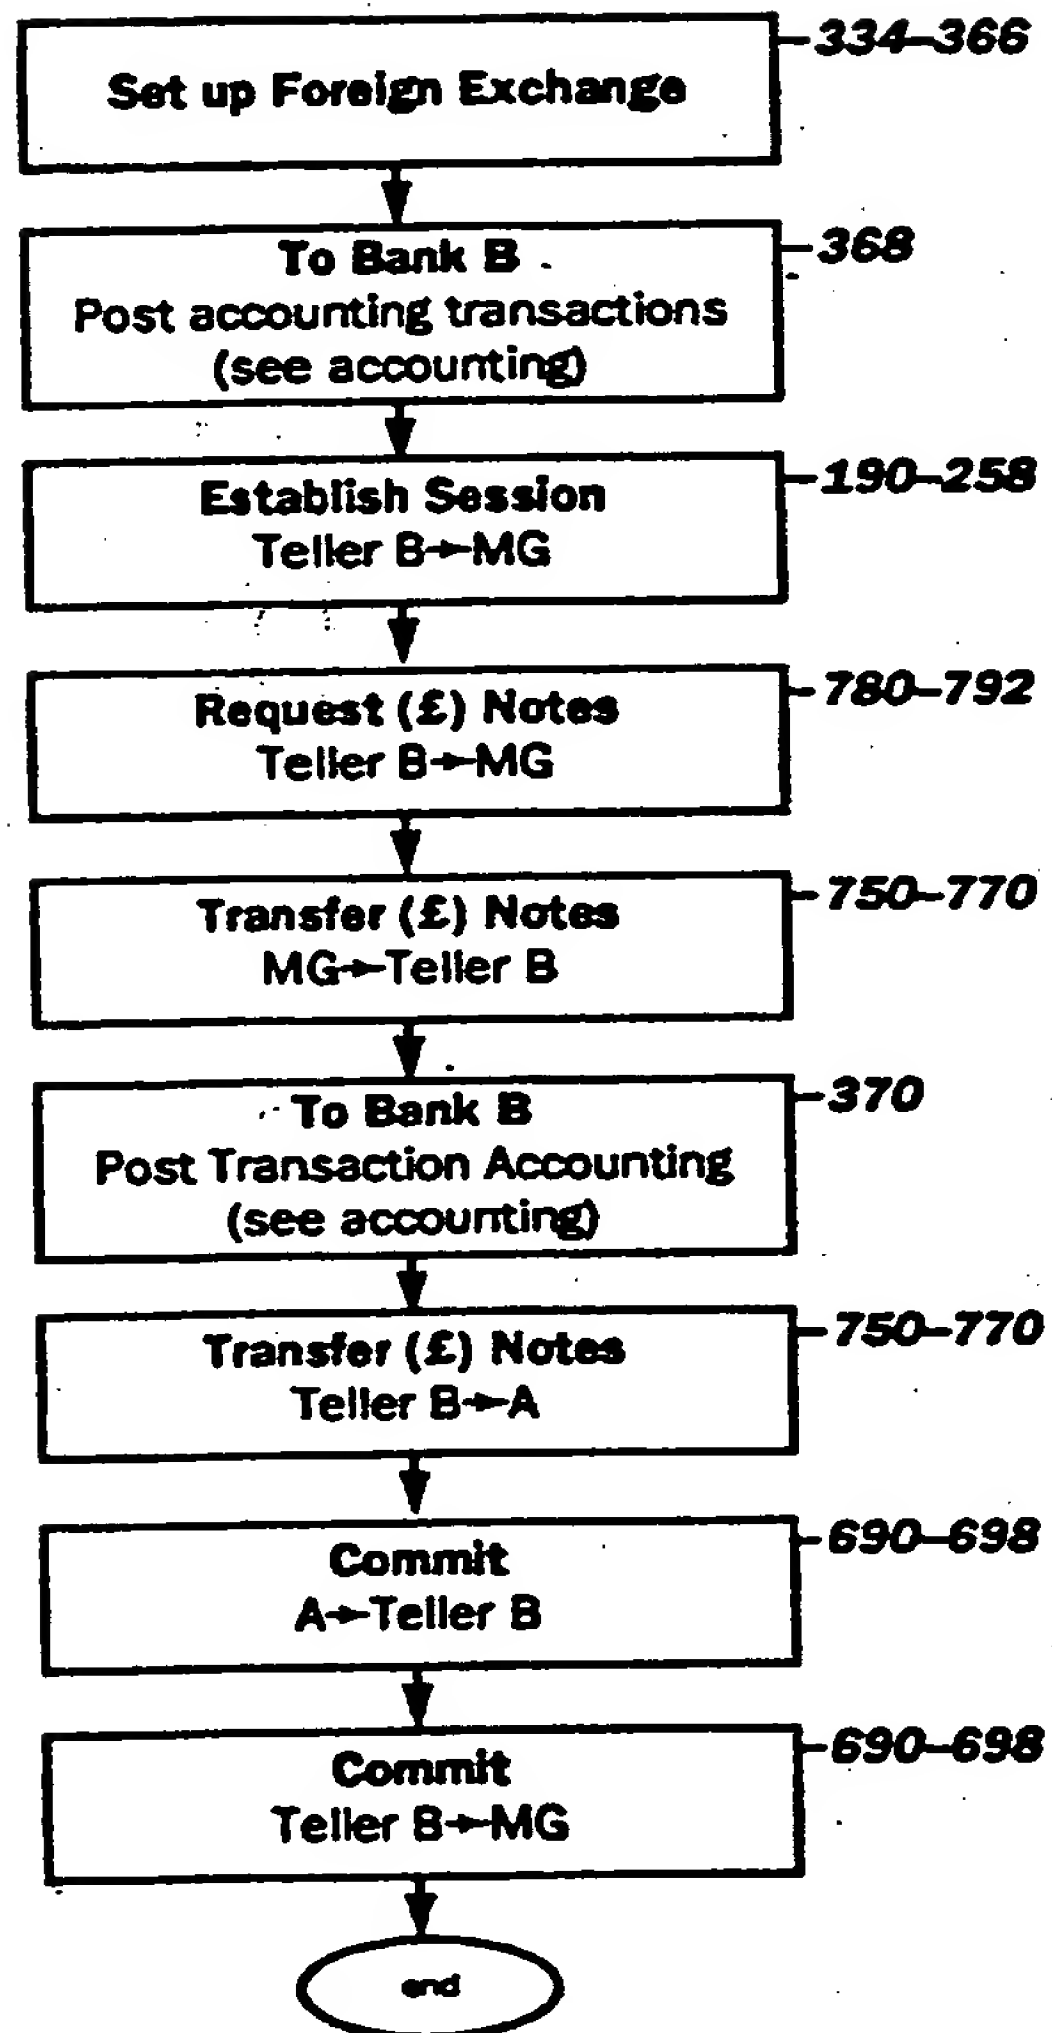 334–366
Set up Foreign Exchange
368
To Bank B
Post accounting transactions
(see accounting)
190–258
Establish Session
Teller B→MG
780–792
Request (£) Notes
Teller B→MG
750–770
Transfer (£) Notes
MG→Teller B
370
To Bank B
Post Transaction Accounting
(see accounting)
750–770
Transfer (£) Notes
Teller B→A
690–698
Commit
A→Teller B
690–698
Commit
Teller B→MG
end